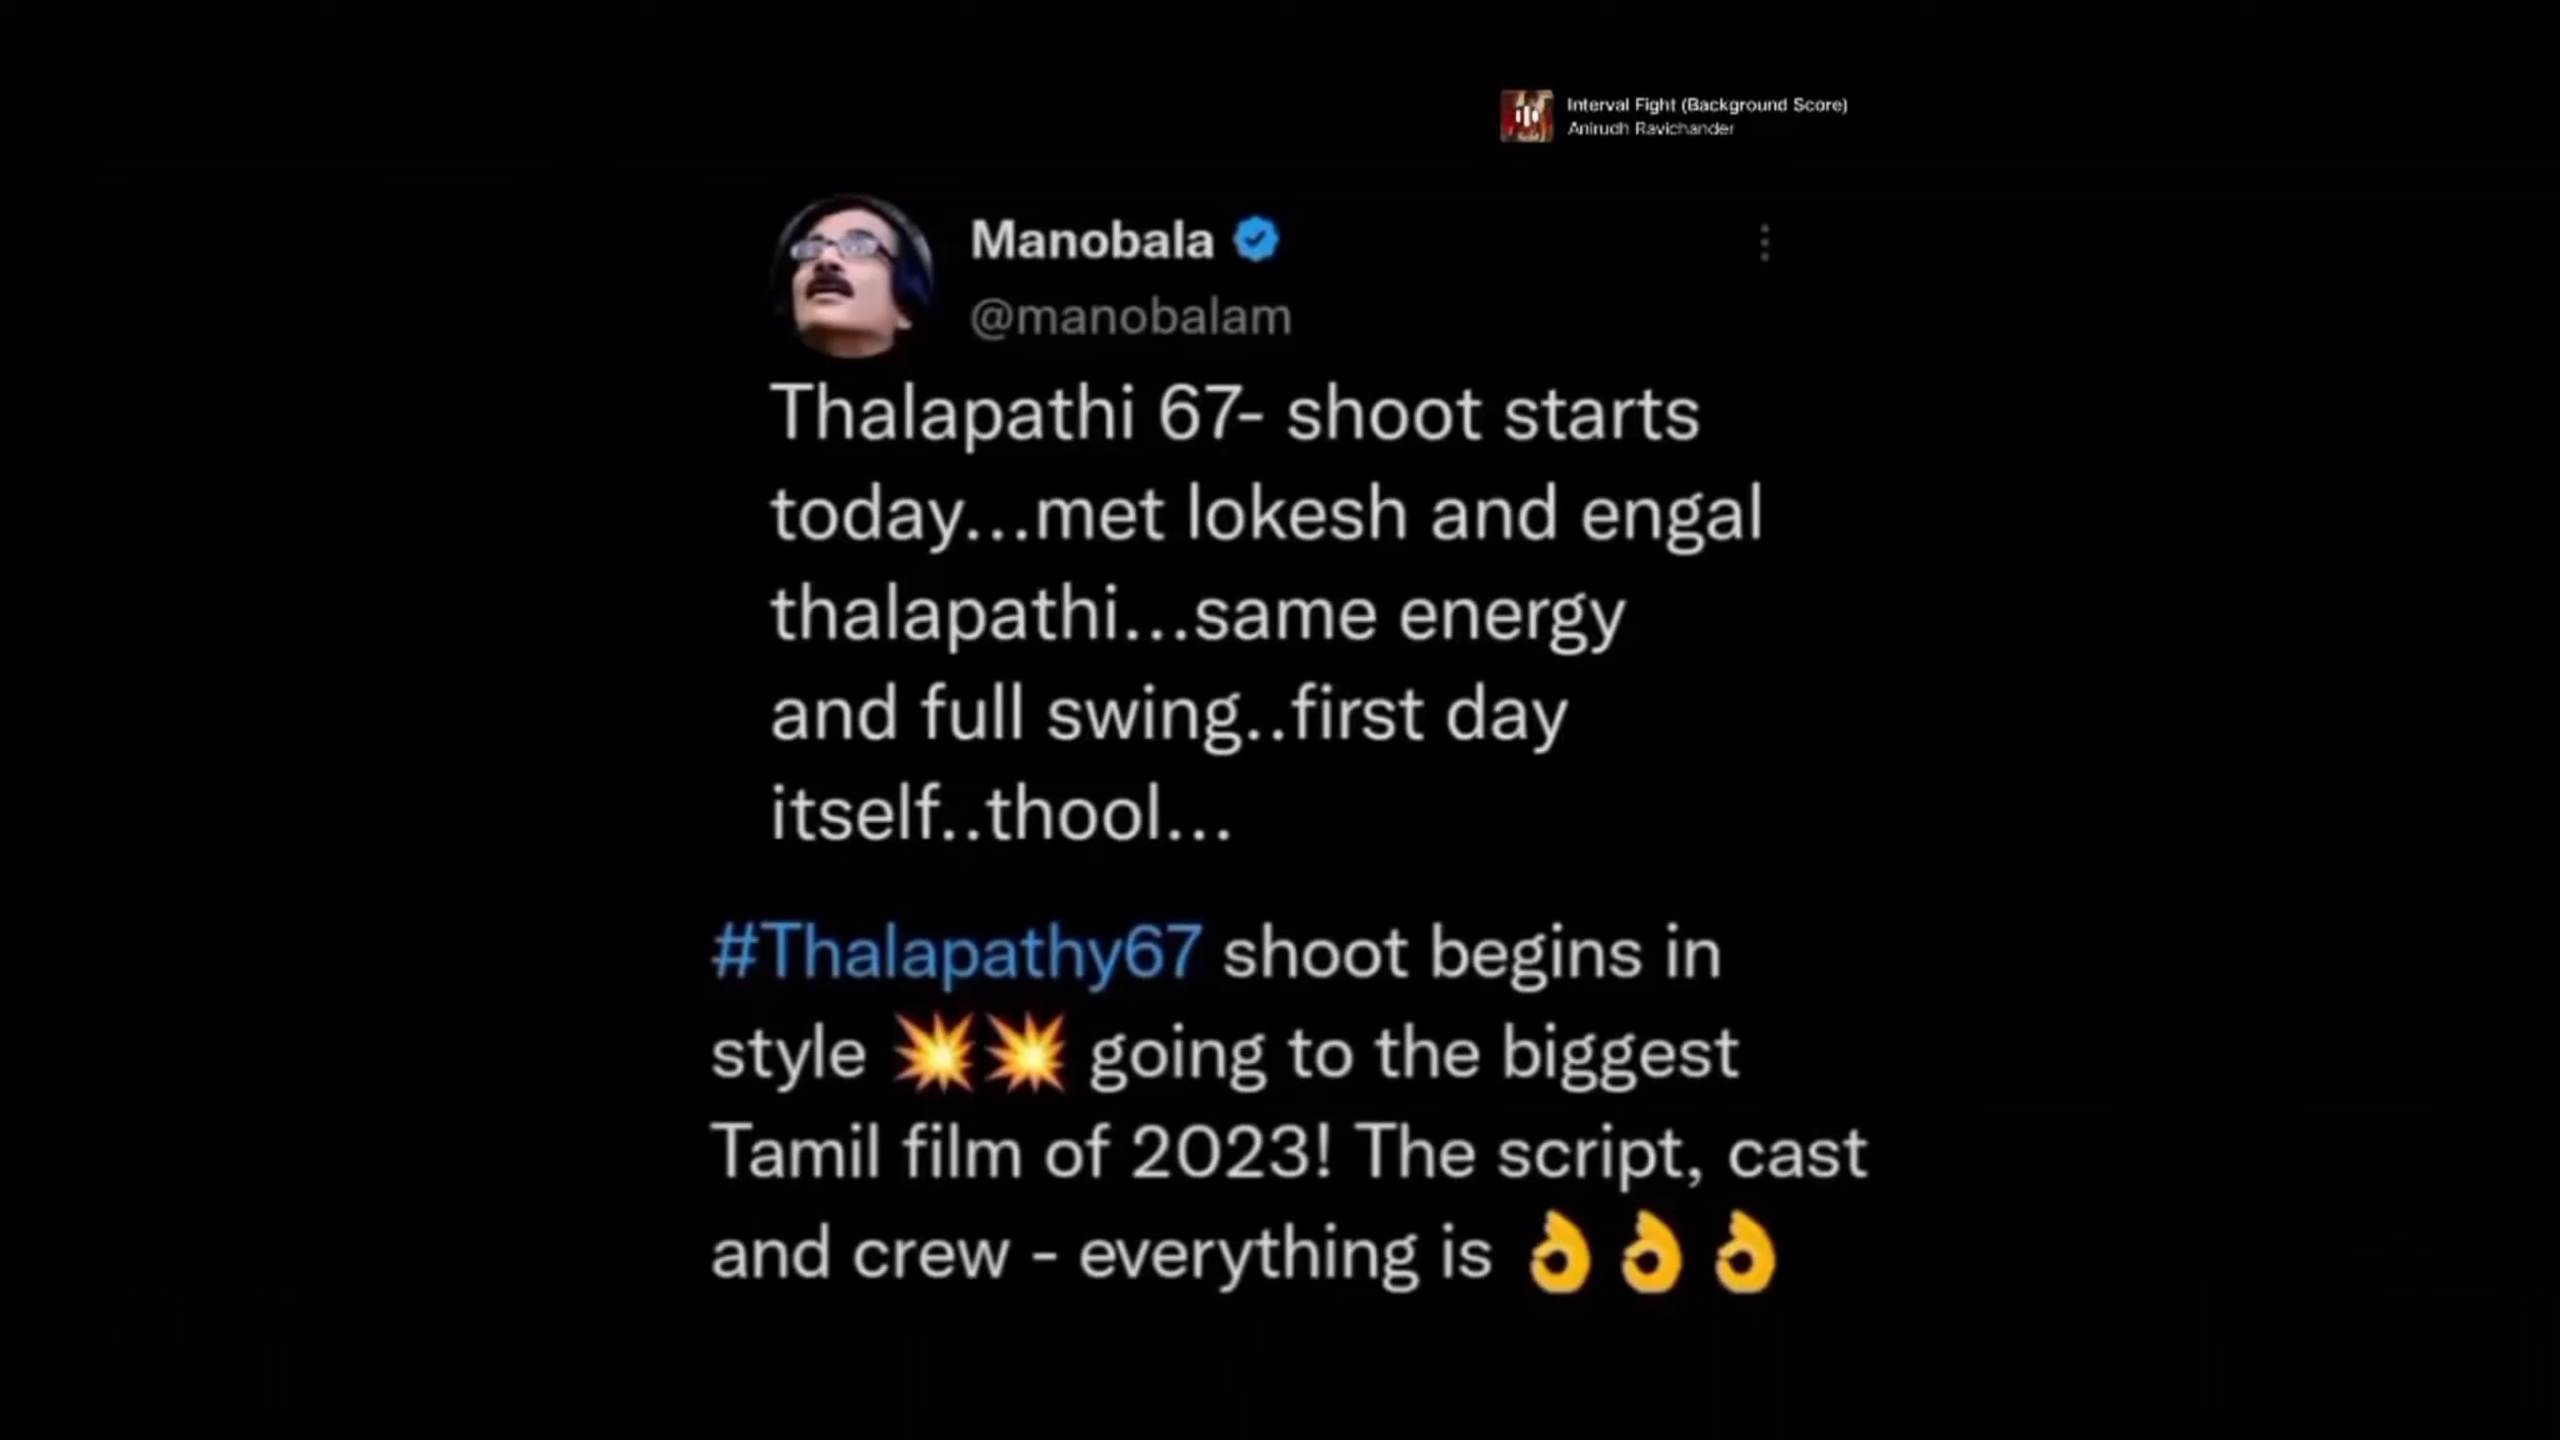 Interval Fight (Background Score)
Anirudh Ravichander
Manobala
@manobalam
Thalapathi 67- shoot starts
today...met lokesh and engal
thalapathi...same energy
and full swing..first day
itself..thool...
#Thalapathy67 shoot begins in
style 💥💥 going to the biggest
Tamil film of 2023! The script, cast
and crew - everything is 👌👌👌